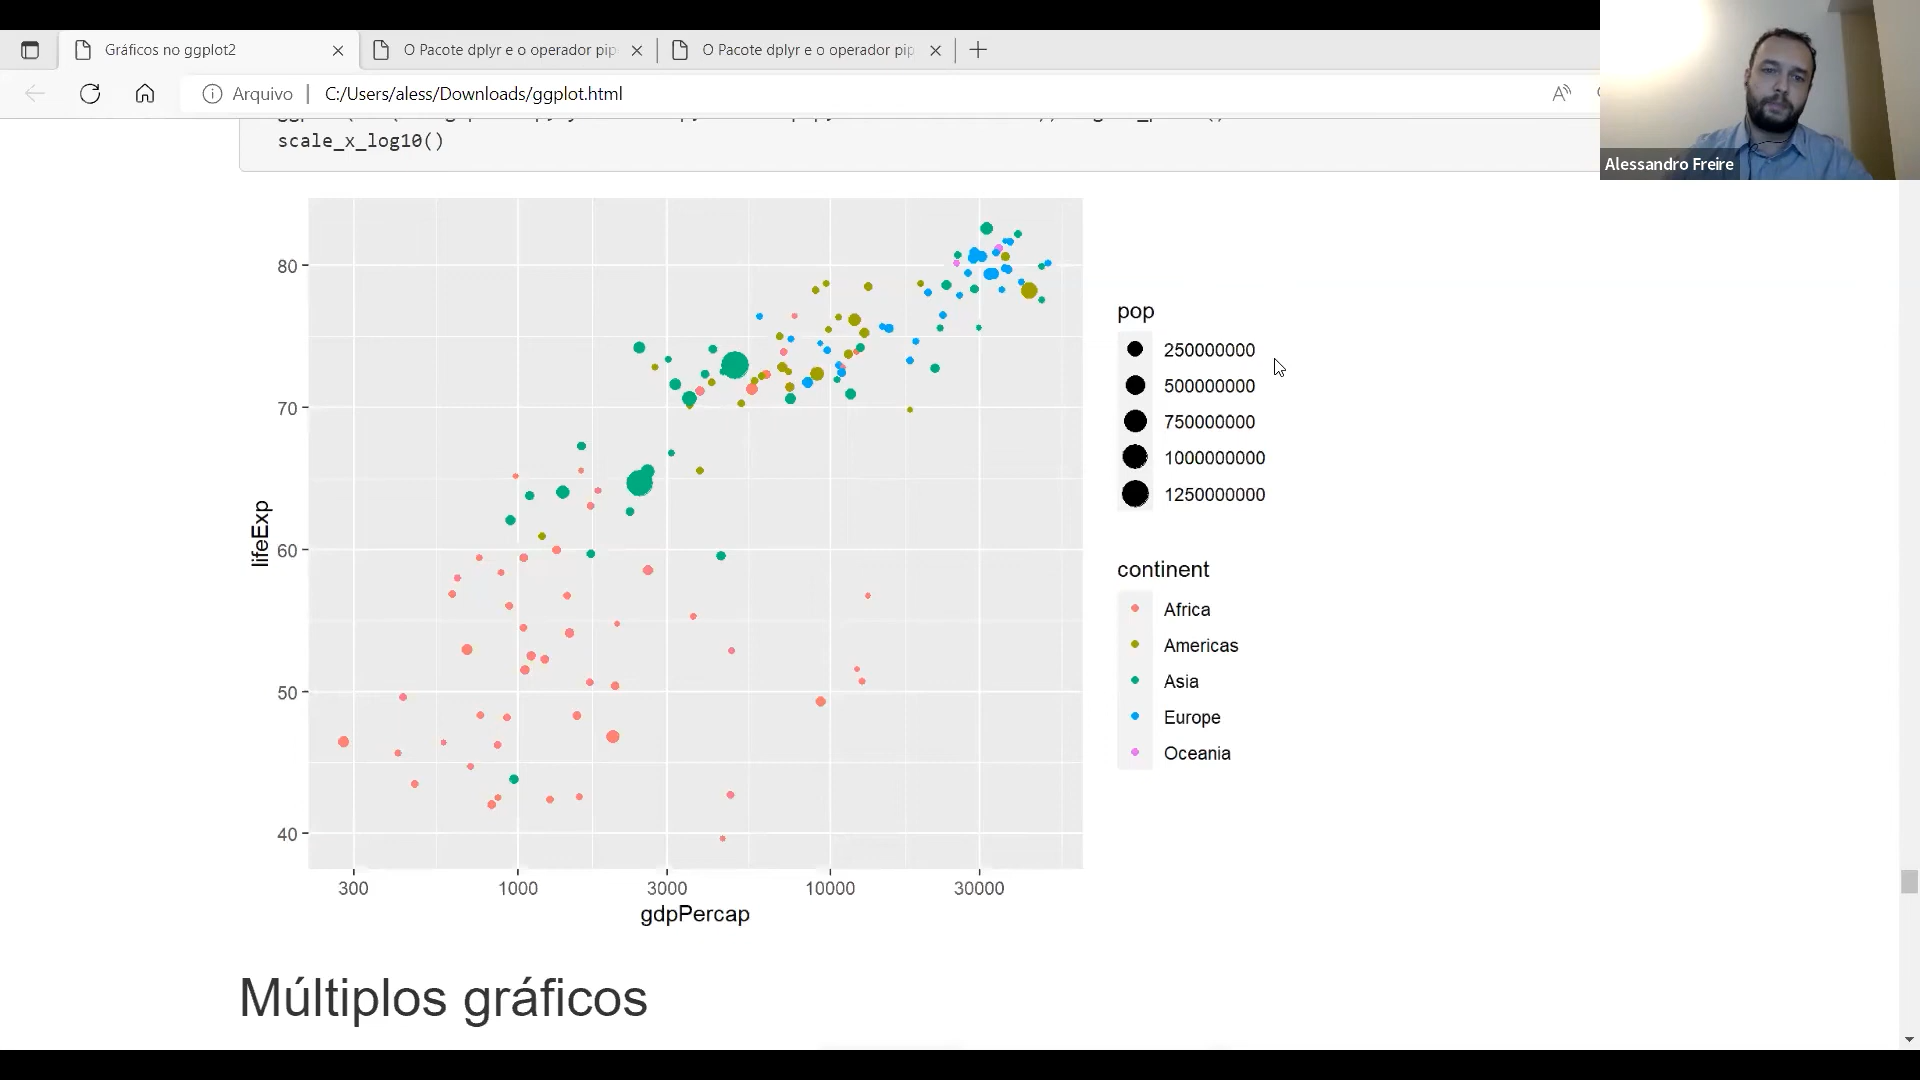 Gráficos no ggplot2
O Pacote dplyr e o operador pip
O Pacote dplyr e o operador pip
Arquivo
C:/Users/aless/Downloads/ggplot.html
scale_x_log10()
Alessandro Freire
80
70
60
50
40
lifeExp
300
1000
3000
10000
30000
gdpPercap
pop
250000000
500000000
750000000
1000000000
1250000000
continent
Africa
Americas
Asia
Europe
Oceania
Múltiplos gráficos